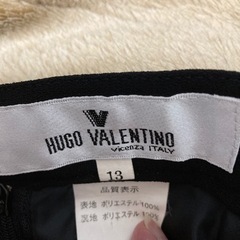 HUGO VALENTINO
Vicenza ITALY
13
品質表示
表地 ポリエステル100%
裏地 ポリエステル100%